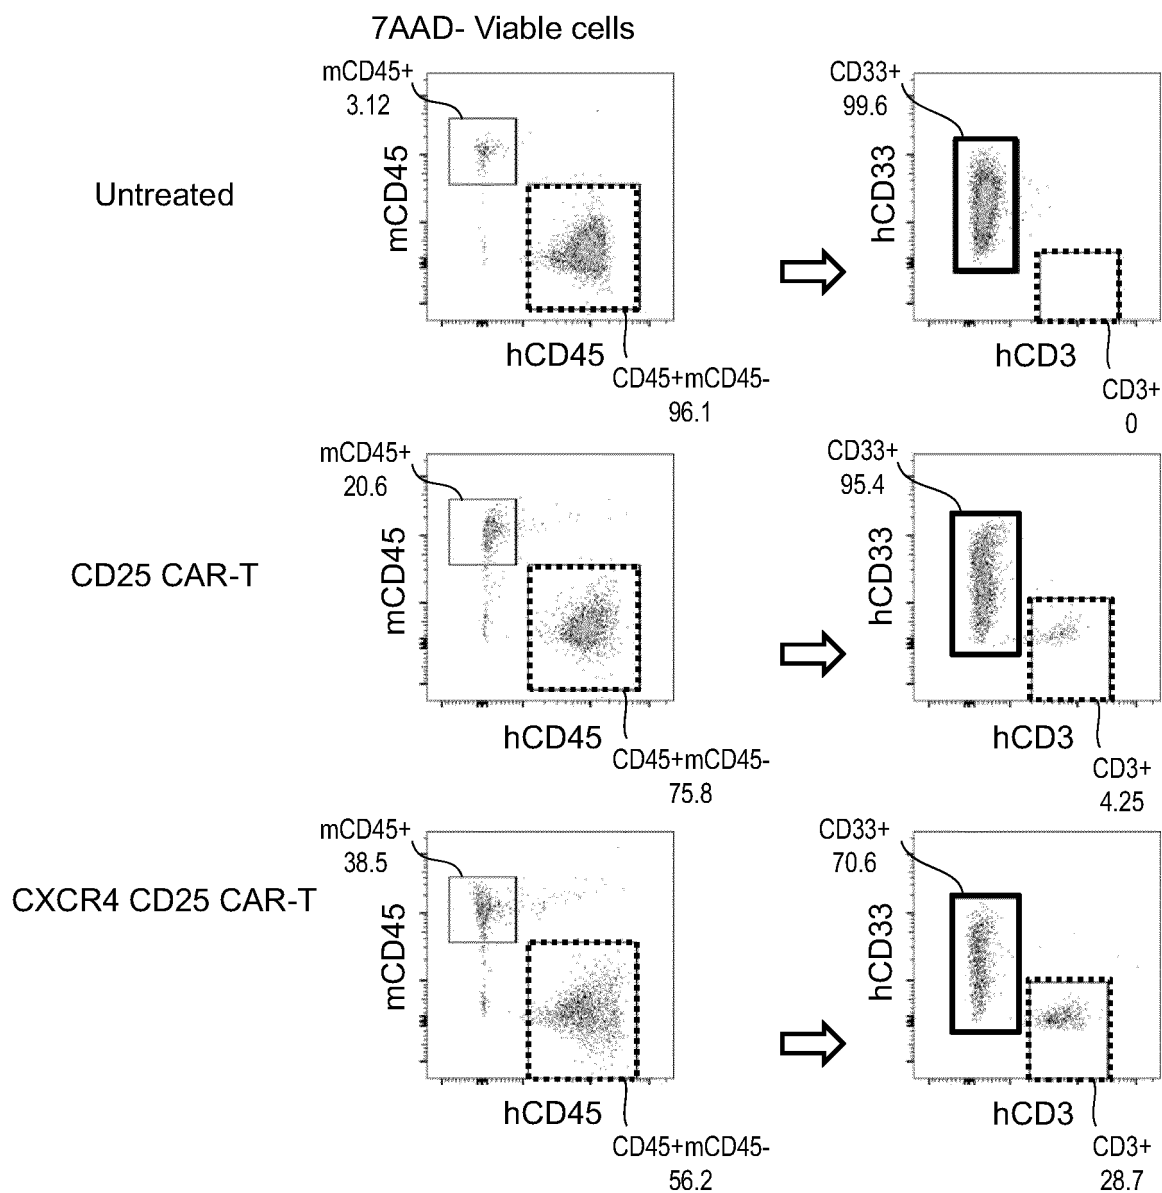 7AAD- Viable cells
mCD45+
3.12
CD33+
99.6
Untreated
mCD45
hCD33
hCD45
hCD3
CD45+mCD45-
96.1
CD3+
0
mCD45+
20.6
CD33+
95.4
CD25 CAR-T
mCD45
hCD33
hCD45
hCD3
CD45+mCD45-
75.8
CD3+
4.25
mCD45+
38.5
CD33+
70.6
CXCR4 CD25 CAR-T
mCD45
hCD33
hCD45
hCD3
CD45+mCD45-
56.2
CD3+
28.7